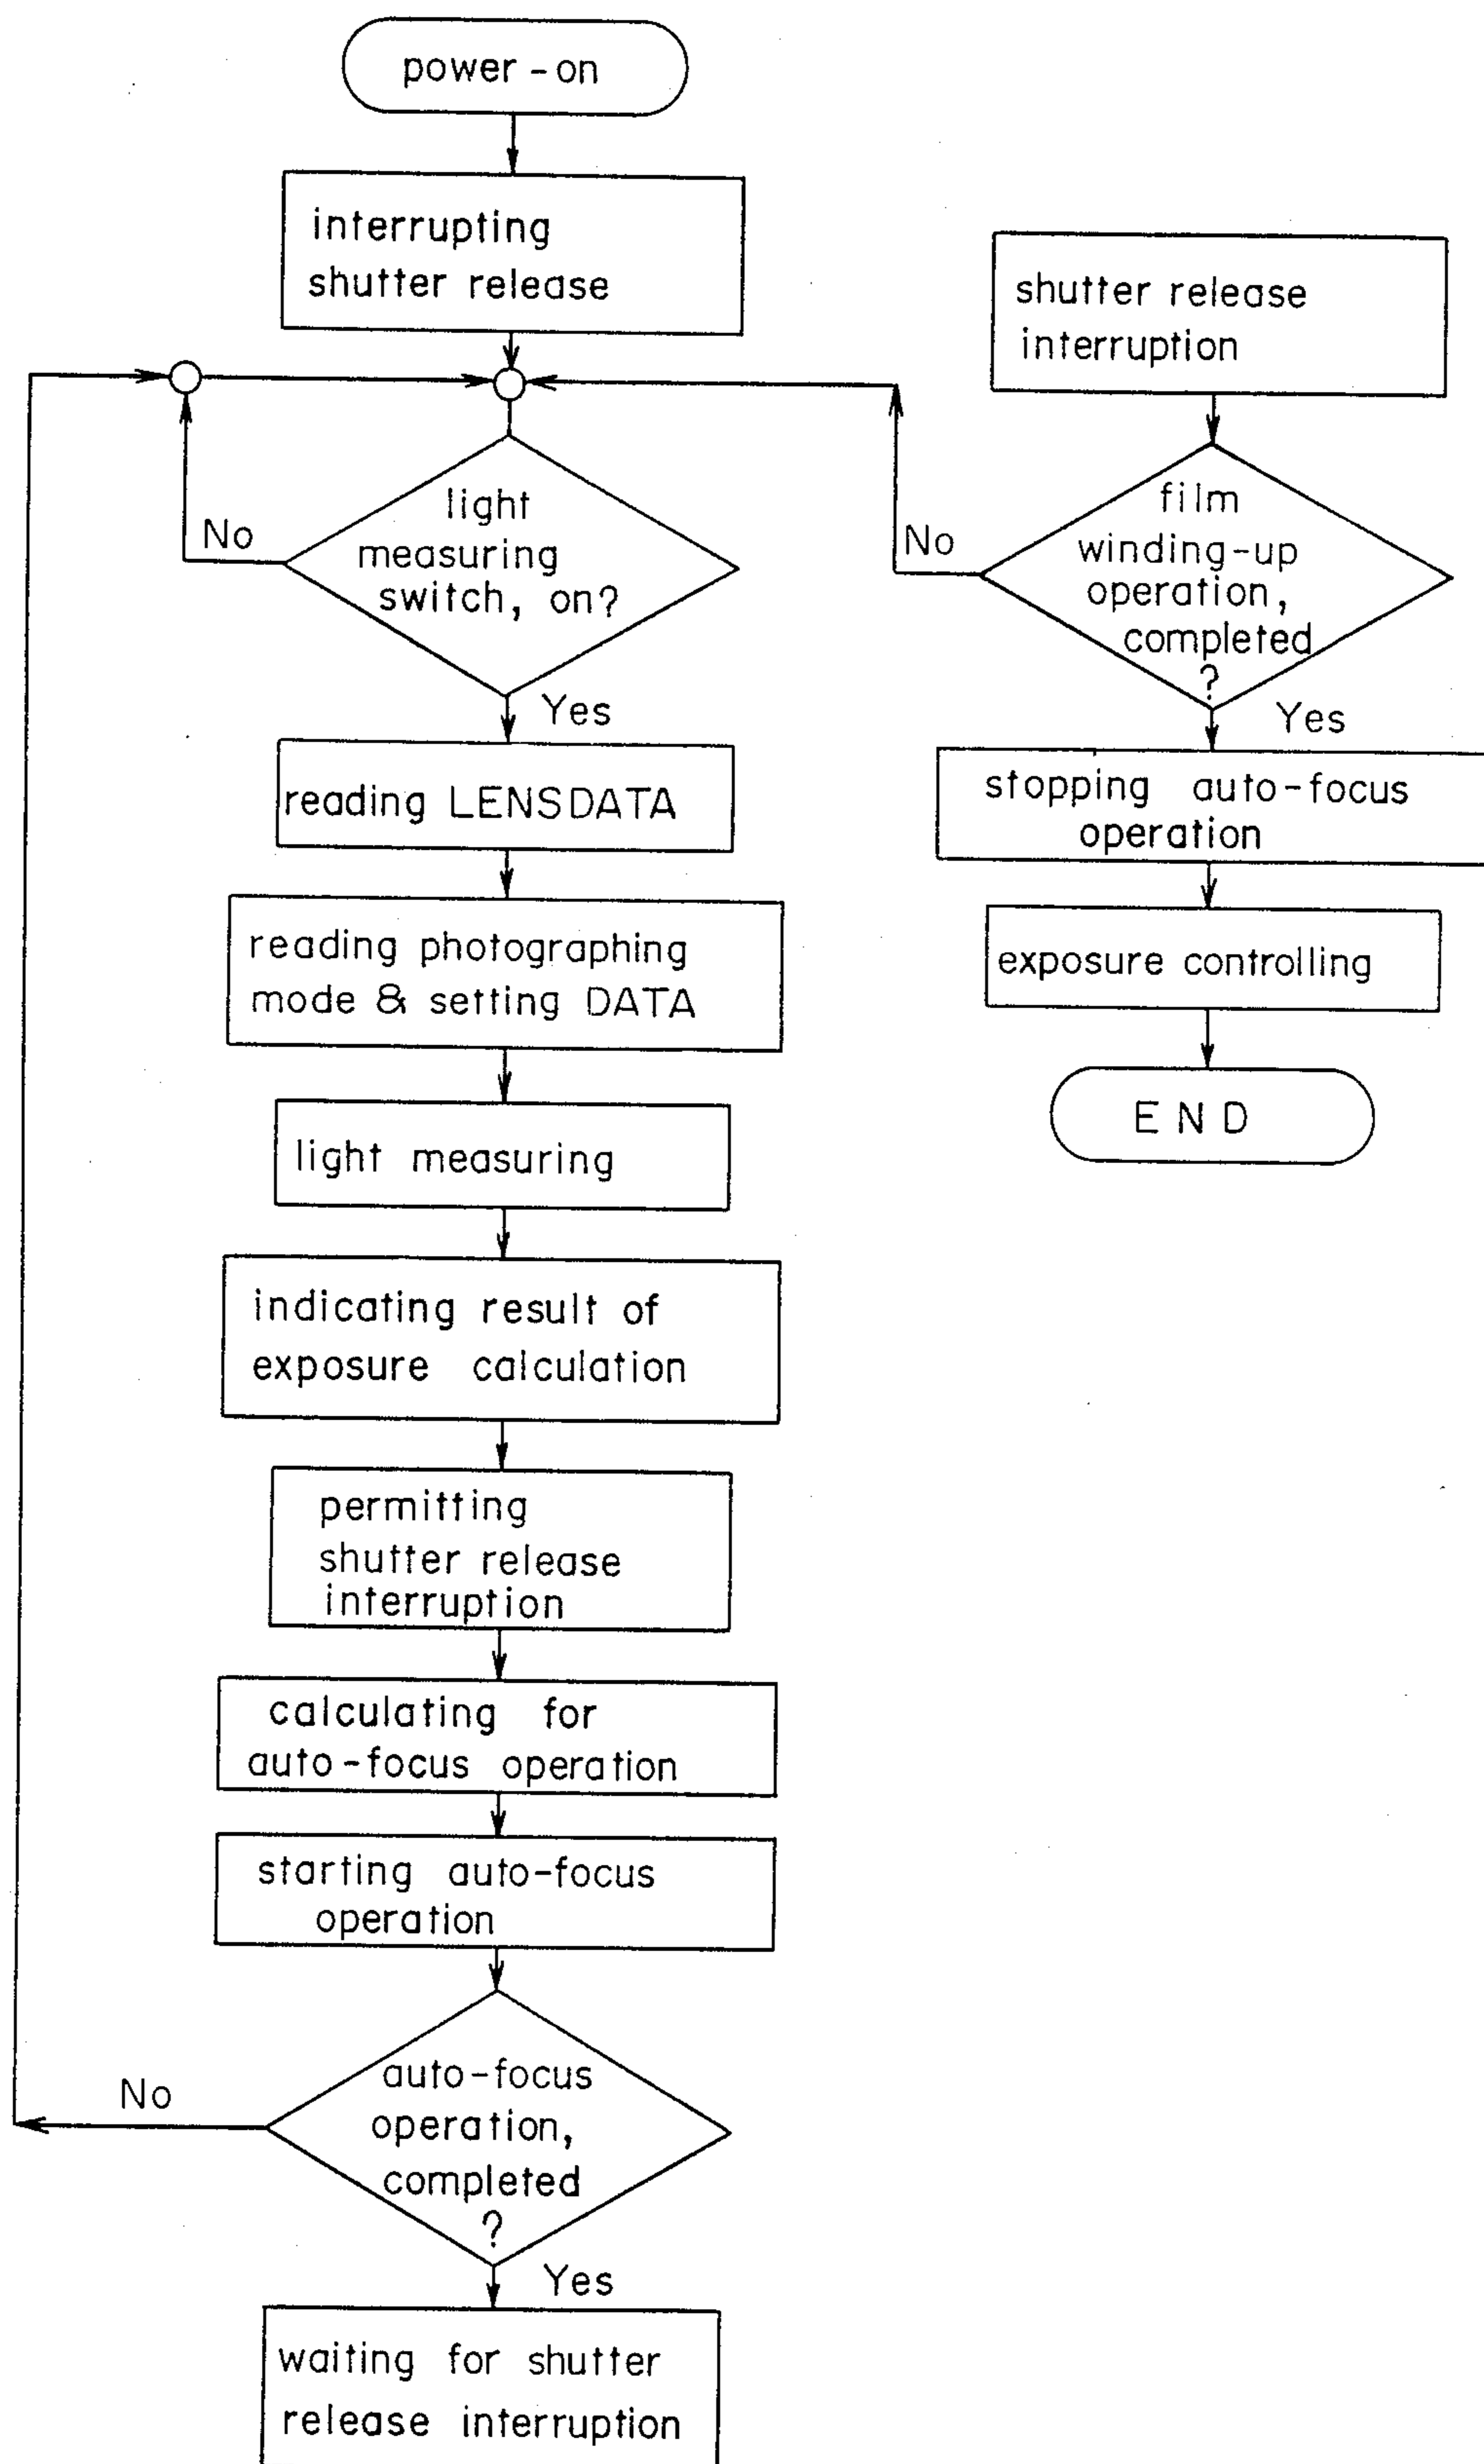 power-on
interrupting
shutter release
light
measuring
switch, on?
No
Yes
reading LENSDATA
reading photographing
mode & setting DATA
light measuring
indicating result of
exposure calculation
permitting
shutter release
interruption
calculating for
auto-focus operation
starting auto-focus
operation
auto-focus
operation,
completed
?
No
Yes
waiting for shutter
release interruption
shutter release
interruption
film
winding-up
operation,
completed
?
No
Yes
stopping auto-focus
operation
exposure controlling
END